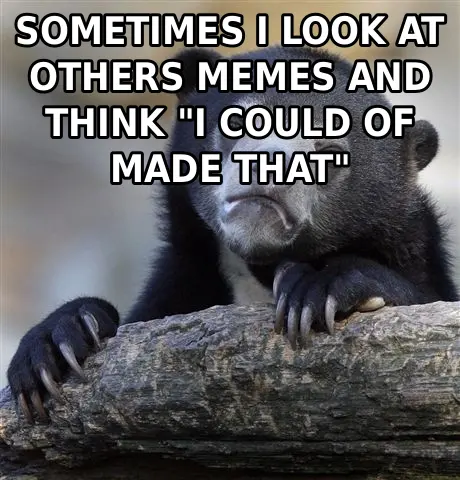 SOMETIMES I LOOK AT
OTHERS MEMES AND
THINK "I COULD OF
MADE THAT"